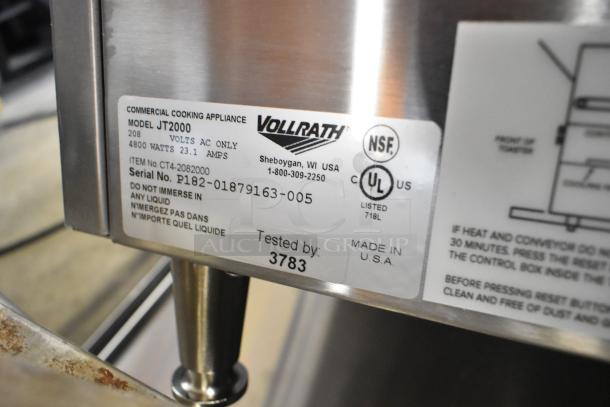 COMMERCIAL COOKING APPLIANCE
MODEL JT2000
208 VOLTS AC ONLY
4800 WATTS 23.1 AMPS
ITEM No. CT4-2082000
Serial No. P182-01879163-005
DO NOT IMMERSE IN
ANY LIQUID
N'IMERGEZ PAS DANS
N'IMPORTE QUEL LIQUIDE
VOLLRATH
Sheboygan, WI USA
1-800-309-2250
NSF
C UL US
LISTED
718L
Tested by:
3783
MADE IN
U.S.A.
AUCTION GROUP
FRONT OF
TOASTER
IF HEAT AND CONVEYOR DO NO
30 MINUTES. PRESS THE RESET
THE CONTROL BOX INSIDE THE
BEFORE PRESSING RESET BUTTO
CLEAN AND FREE OF DUST AND